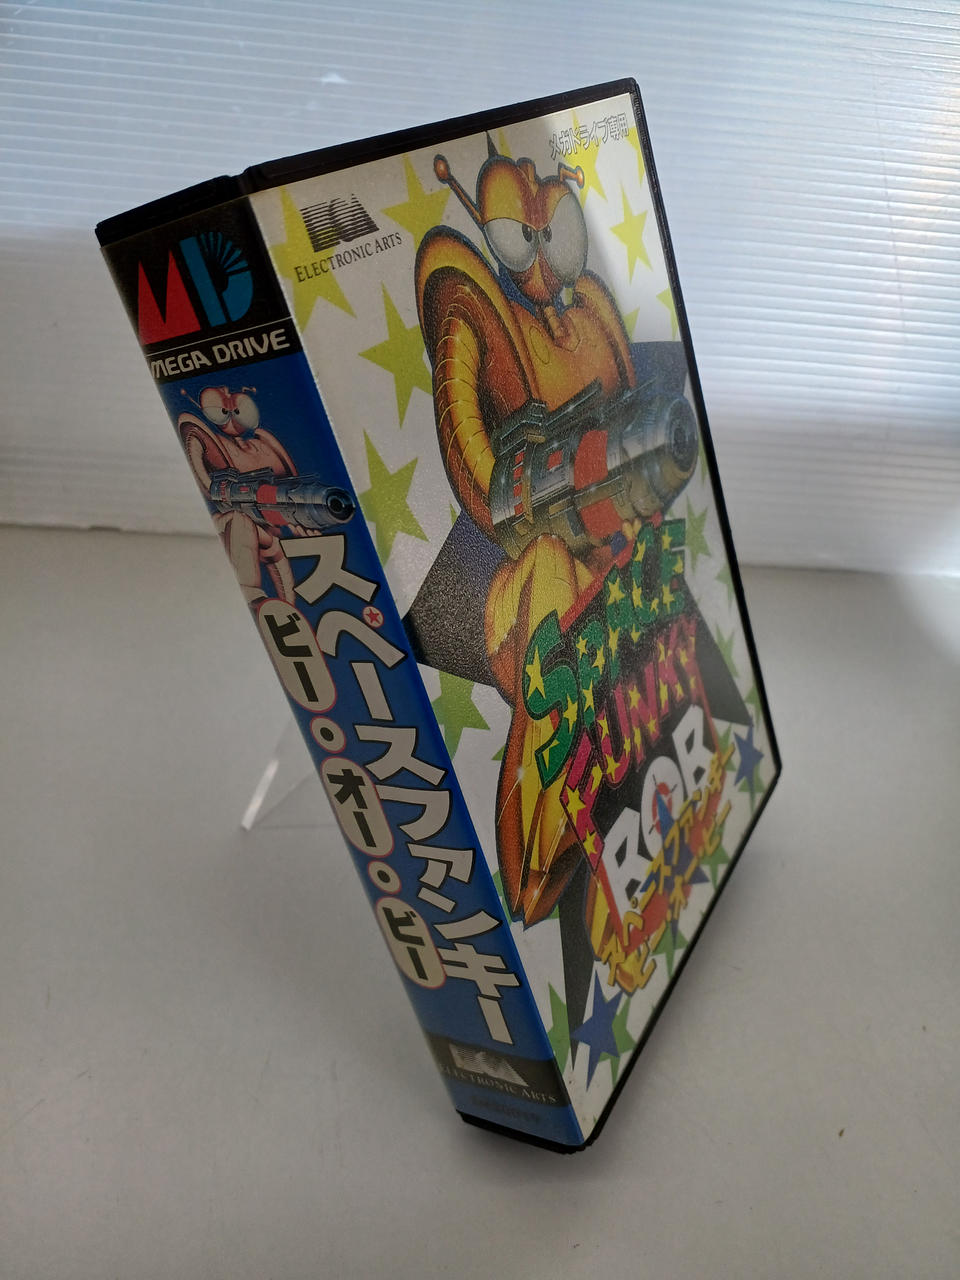 MD
MEGA DRIVE
スペースファンキー
ビー・オー・ビー
EA
ELECTRONIC ARTS
メガドライブ専用
EA
ELECTRONIC ARTS
SPACE
FUNKY
BOB
スペースファンキー
ビー・オー・ビー